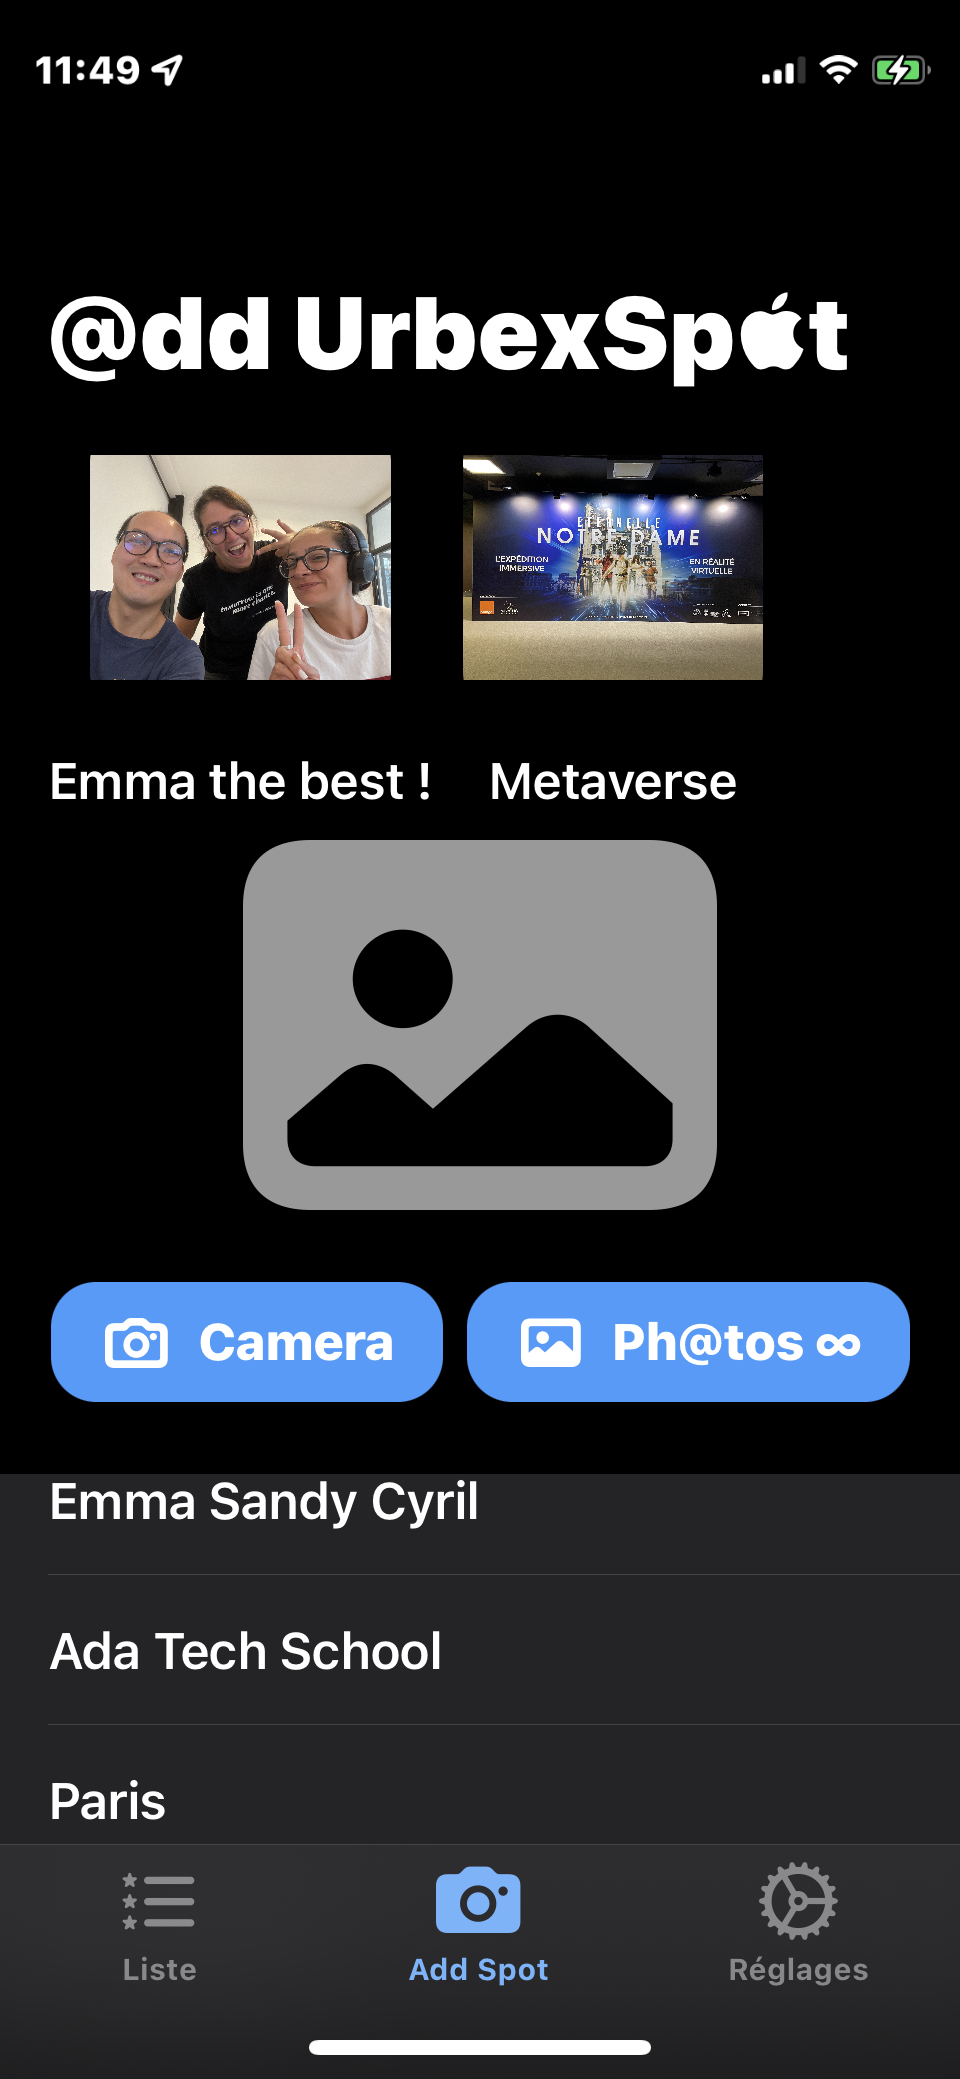 11:49
@dd UrbexSpt
ÉTERNELLE
NOTRE-DAME
L'EXPÉDITION
IMMERSIVE
EN RÉALITÉ
VIRTUELLE
Emma the best !
Metaverse
Camera
Ph@tos ∞
Emma Sandy Cyril
Ada Tech School
Paris
Liste
Add Spot
Réglages